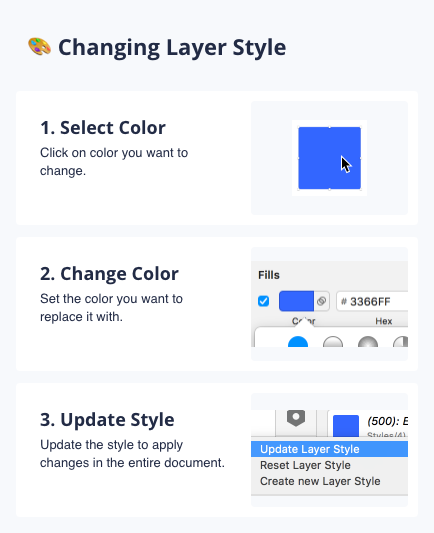 🎨 Changing Layer Style
1. Select Color
Click on color you want to
change.
2. Change Color
Set the color you want to
replace it with.
Fills
# 3366FF
Color Hex
3. Update Style
Update the style to apply
changes in the entire document.
(500):
Styles(4)
Update Layer Style
Reset Layer Style
Create new Layer Style